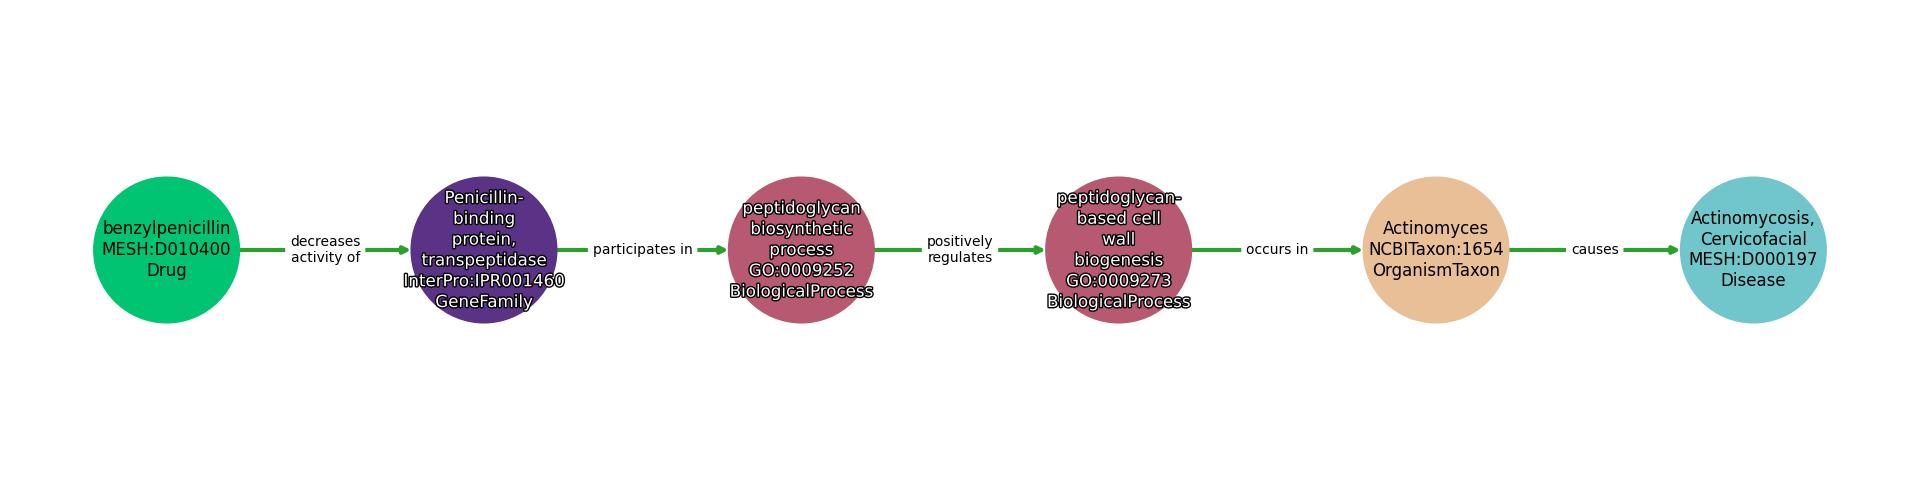 benzylpenicillin
MESH:D010400
Drug
decreases
activity of
Penicillin-
binding
protein,
transpeptidase
InterPro:IPR001460
GeneFamily
participates in
peptidoglycan
biosynthetic
process
GO:0009252
BiologicalProcess
positively
regulates
peptidoglycan-
based cell
wall
biogenesis
GO:0009273
BiologicalProcess
occurs in
Actinomyces
NCBITaxon:1654
OrganismTaxon
causes
Actinomycosis,
Cervicofacial
MESH:D000197
Disease